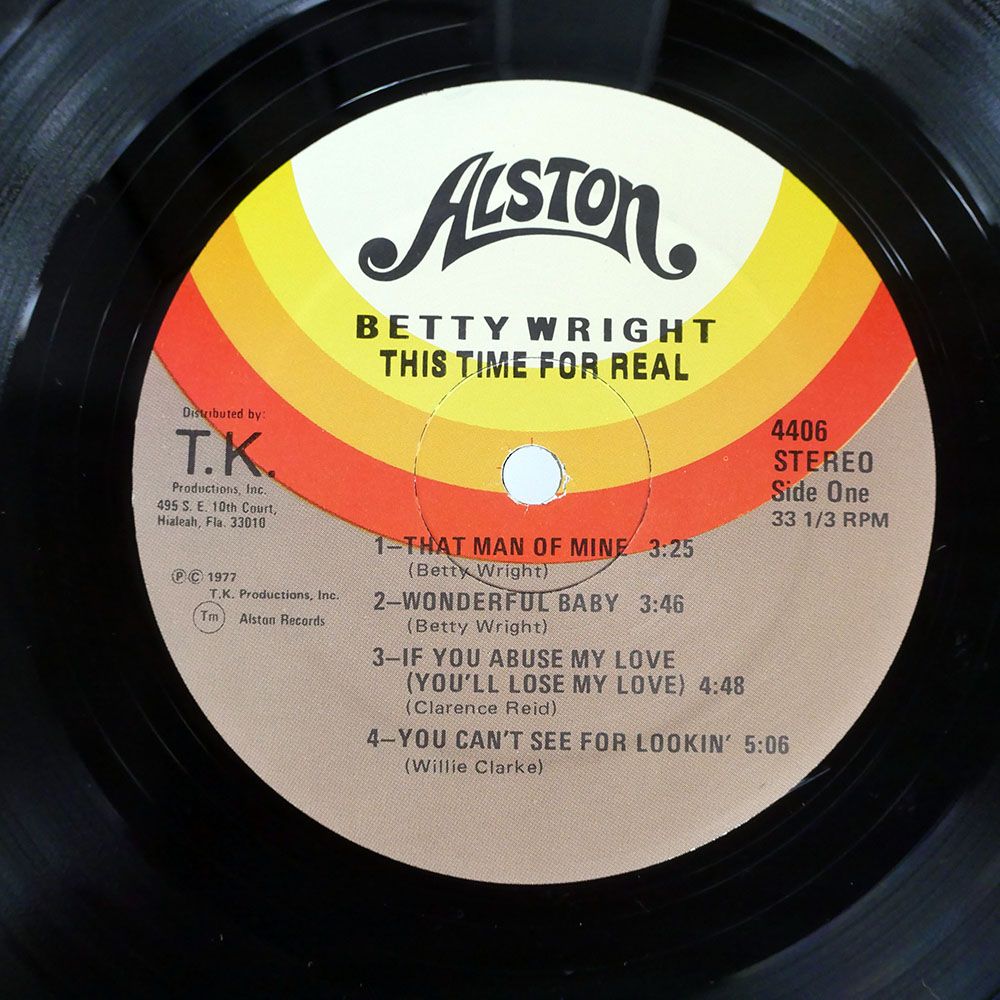 ALSTON
BETTY WRIGHT
THIS TIME FOR REAL
Distributed by:
T.K.
Productions, Inc.
495 S. E. 10th Court,
Hialeah, Fla. 33010
4406
STEREO
Side One
33 1/3 RPM
Ⓟ© 1977
T.K. Productions, Inc.
Tm Alston Records
1–THAT MAN OF MINE 3:25
(Betty Wright)
2–WONDERFUL BABY 3:46
(Betty Wright)
3–IF YOU ABUSE MY LOVE
(YOU'LL LOSE MY LOVE) 4:48
(Clarence Reid)
4–YOU CAN'T SEE FOR LOOKIN' 5:06
(Willie Clarke)